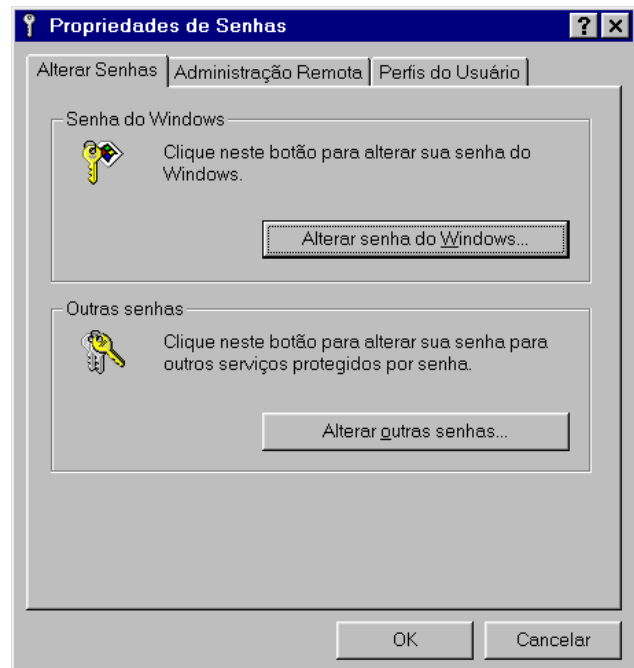 Propriedades de Senhas
Alterar Senhas
Administração Remota
Perfis do Usuário
Senha do Windows
Clique neste botão para alterar sua senha do
Windows.
Alterar senha do Windows...
Outras senhas
Clique neste botão para alterar sua senha para
outros serviços protegidos por senha.
Alterar outras senhas...
OK
Cancelar